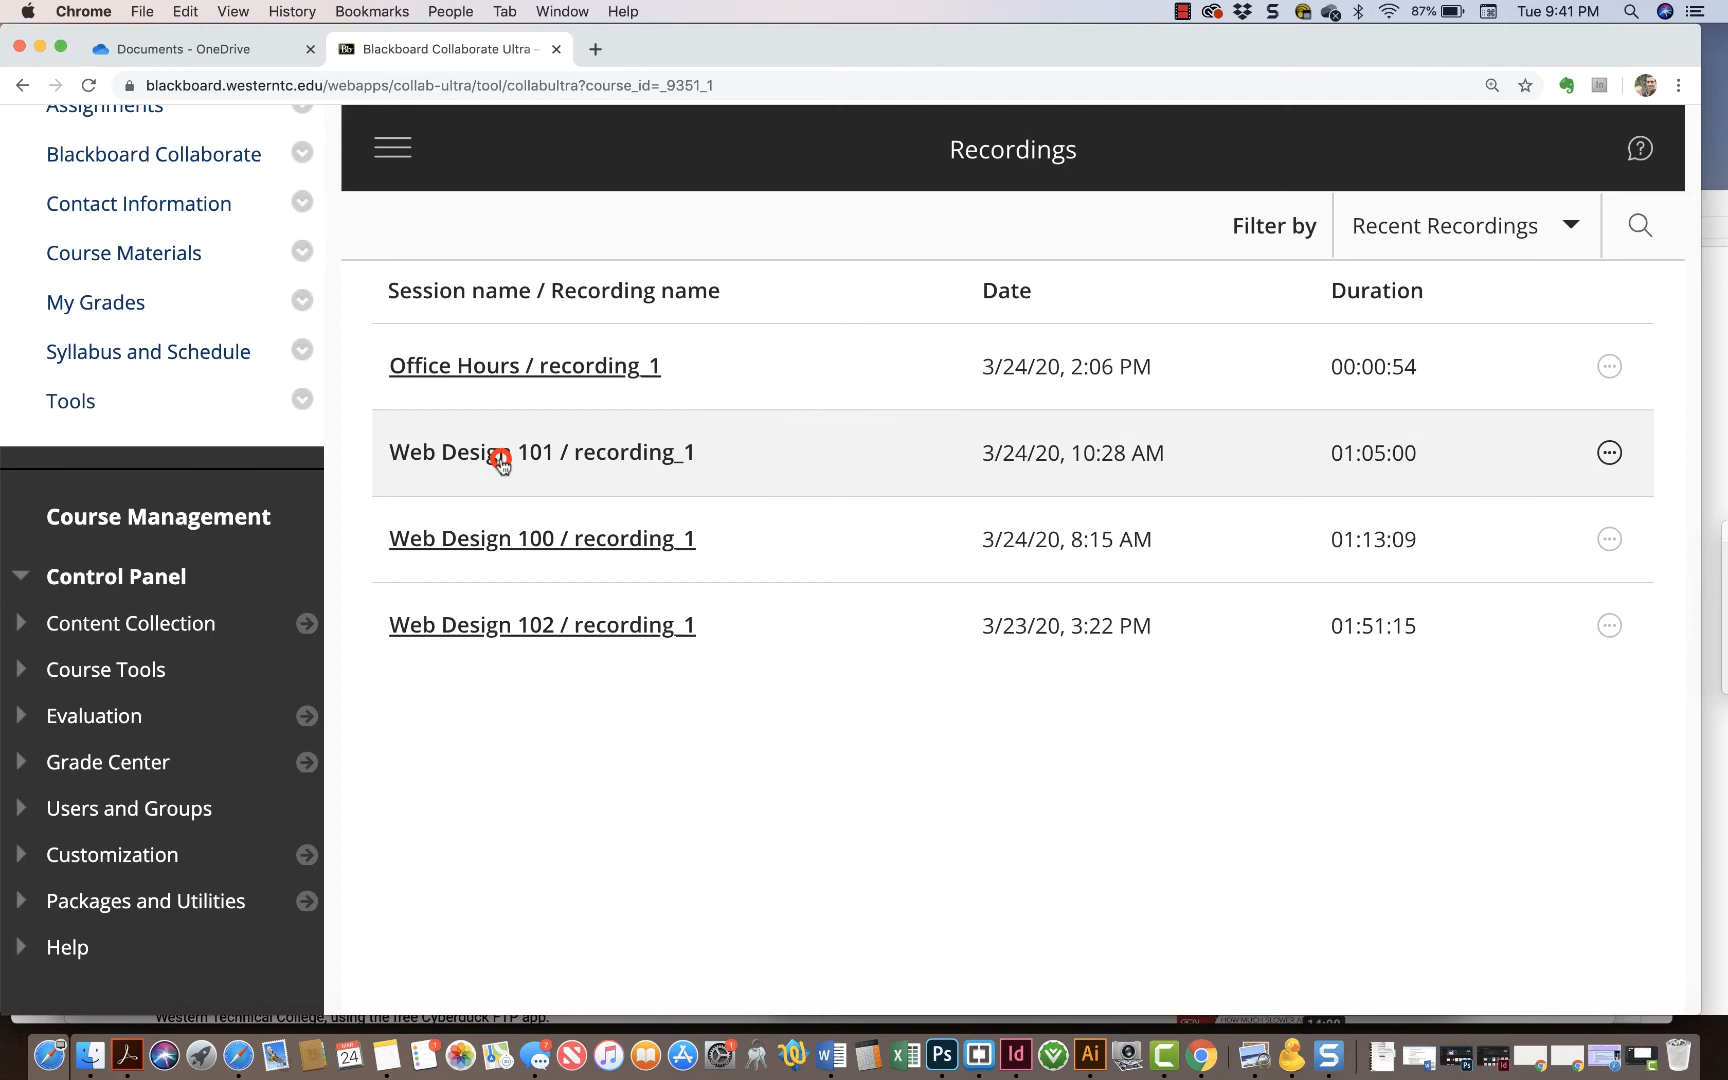 Chrome File Edit View History Bookmarks People Tab Window Help 87% Tue 9:41 PM
Documents - OneDrive
Blackboard Collaborate Ultra –
blackboard.westerntc.edu/webapps/collab-ultra/tool/collabultra?course_id=_9351_1
Assignments
Blackboard Collaborate
Contact Information
Course Materials
My Grades
Syllabus and Schedule
Tools
Course Management
Control Panel
Content Collection
Course Tools
Evaluation
Grade Center
Users and Groups
Customization
Packages and Utilities
Help
Recordings
Filter by Recent Recordings
Session name / Recording name Date Duration
Office Hours / recording_1 3/24/20, 2:06 PM 00:00:54
Web Design 101 / recording_1 3/24/20, 10:28 AM 01:05:00
Web Design 100 / recording_1 3/24/20, 8:15 AM 01:13:09
Web Design 102 / recording_1 3/23/20, 3:22 PM 01:51:15
Western Technical College, using the free Cyberduck FTP app.